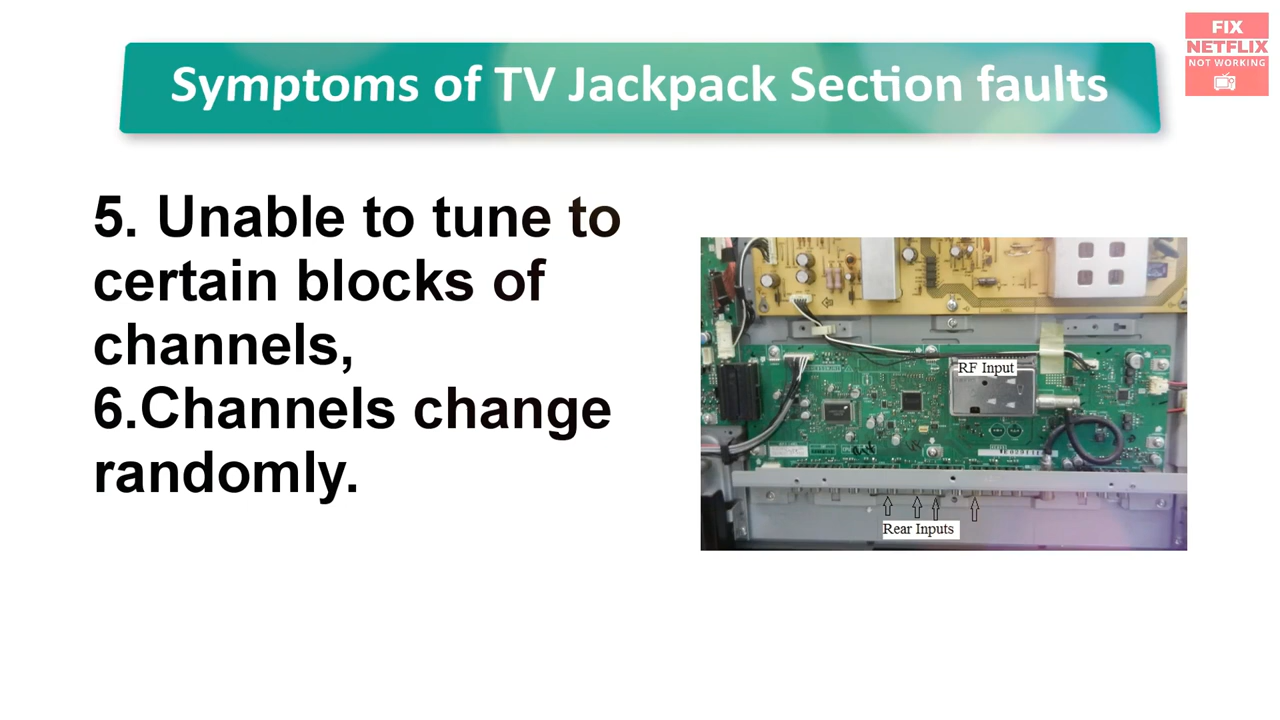 FIX
NETFLIX
NOT WORKING
Symptoms of TV Jackpack Section faults
5. Unable to tune to
certain blocks of
channels,
6.Channels change
randomly.
RF Input
Rear Inputs